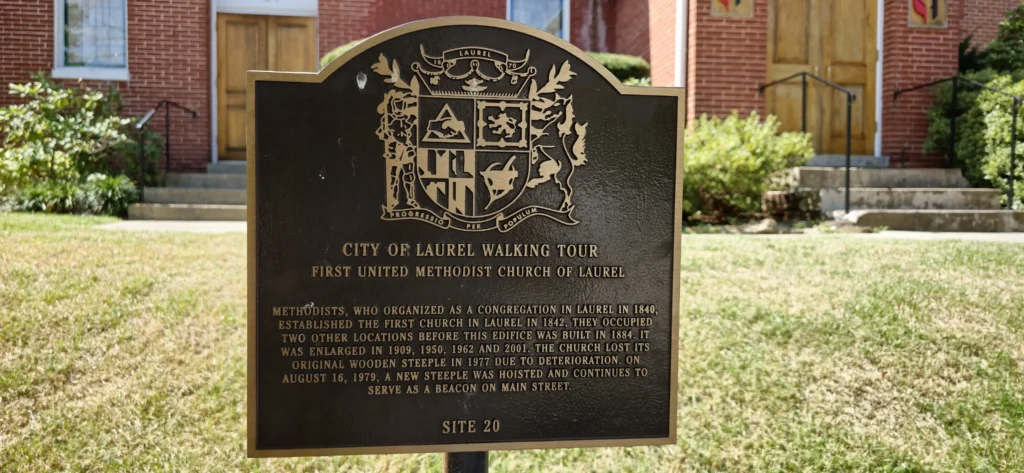 LAUREL
18 70
PROGRESSIO PER POPULUM
CITY OF LAUREL WALKING TOUR
FIRST UNITED METHODIST CHURCH OF LAUREL
METHODISTS, WHO ORGANIZED AS A CONGREGATION IN LAUREL IN 1840,
ESTABLISHED THE FIRST CHURCH IN LAUREL IN 1842. THEY OCCUPIED
TWO OTHER LOCATIONS BEFORE THIS EDIFICE WAS BUILT IN 1884. IT
WAS ENLARGED IN 1909, 1950, 1962 AND 2001. THE CHURCH LOST ITS
ORIGINAL WOODEN STEEPLE IN 1977 DUE TO DETERIORATION. ON
AUGUST 16, 1979, A NEW STEEPLE WAS HOISTED AND CONTINUES TO
SERVE AS A BEACON ON MAIN STREET.
SITE 20